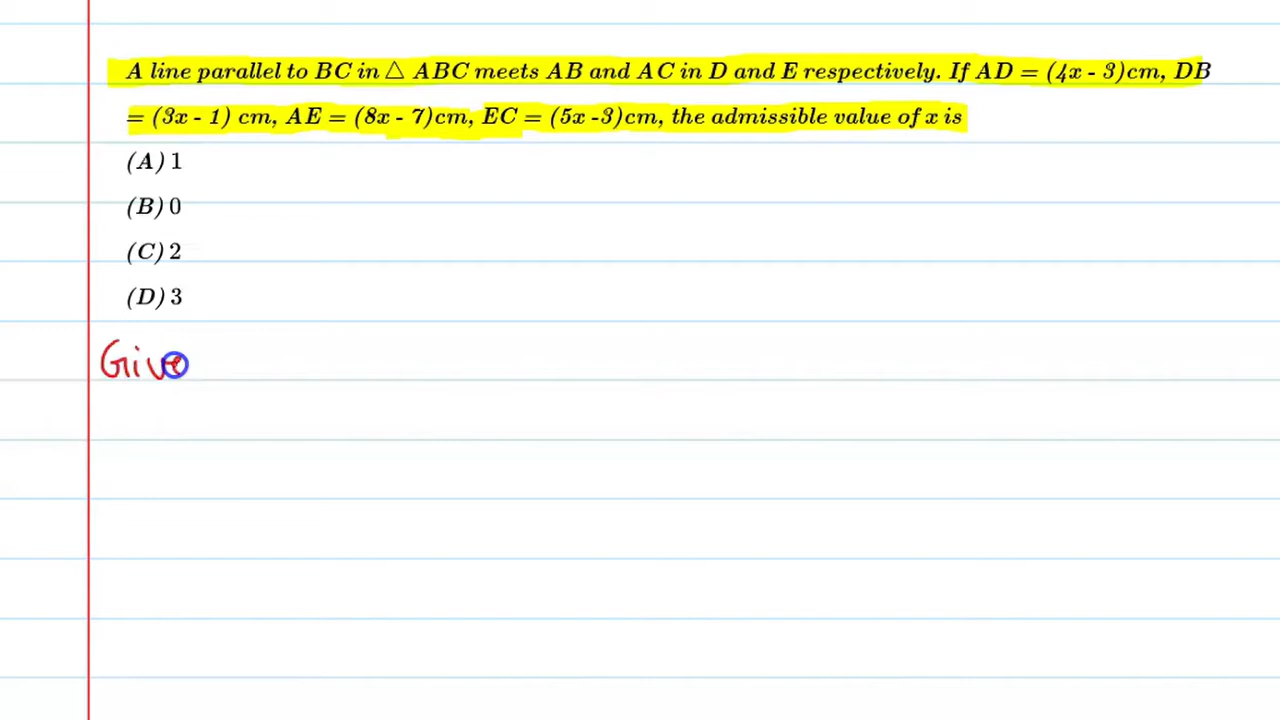 A line parallel to BC in △ ABC meets AB and AC in D and E respectively. If AD = (4x - 3)cm, DB
= (3x - 1) cm, AE = (8x - 7)cm, EC = (5x -3)cm, the admissible value of x is
(A) 1
(B) 0
(C) 2
(D) 3
Give